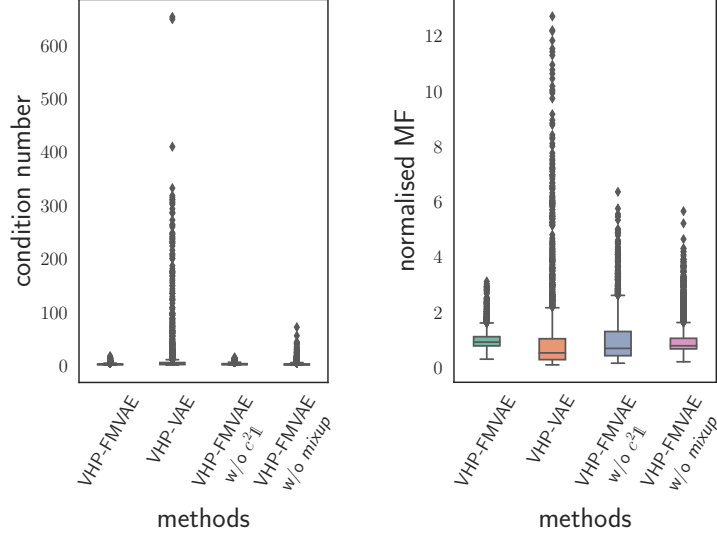 condition number
600
500
400
300
200
100
0
VHP-FMVAE
VHP-VAE
VHP-FMVAE
w/o c²𝟙
VHP-FMVAE
w/o mixup
methods
normalised MF
12
10
8
6
4
2
0
VHP-FMVAE
VHP-VAE
VHP-FMVAE
w/o c²𝟙
VHP-FMVAE
w/o mixup
methods